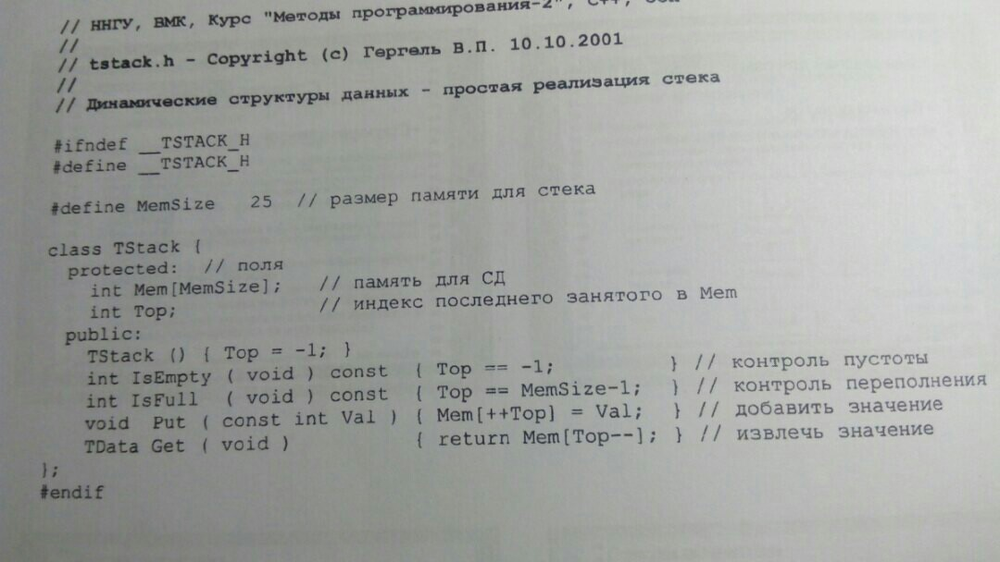 // ННГУ, ВМК, Курс "Методы программирования-2", С++,
//
// tstack.h - Copyright (c) Гергель В.П. 10.10.2001
//
// Динамические структуры данных - простая реализация стека
#ifndef __TSTACK_H
#define __TSTACK_H
#define MemSize 25 // размер памяти для стека
class TStack {
protected: // поля
int Mem[MemSize]; // память для СД
int Top; // индекс последнего занятого в Mem
public:
TStack () { Top = -1; }
int IsEmpty ( void ) const { Top == -1; } // контроль пустоты
int IsFull ( void ) const { Top == MemSize-1; } // контроль переполнения
void Put ( const int Val ) { Mem[++Top] = Val; } // добавить значение
TData Get ( void ) { return Mem[Top--]; } // извлечь значение
};
#endif